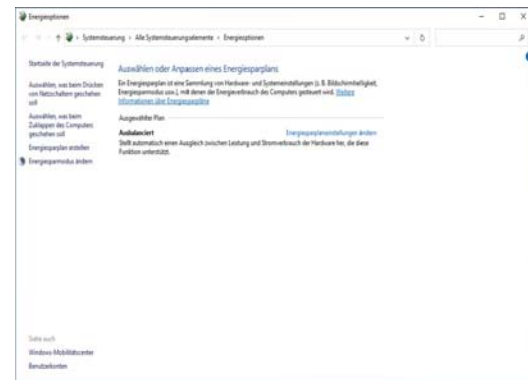 Energieoptionen
Systemsteuerung › Alle Systemsteuerungselemente › Energieoptionen
Startseite der Systemsteuerung
Auswählen, was beim Drücken
von Netzschaltern geschehen
soll
Auswählen, was beim
Zuklappen des Computers
geschehen soll
Energiesparplan erstellen
Energiesparmodus ändern
Auswählen oder Anpassen eines Energiesparplans
Ein Energiesparplan ist eine Sammlung von Hardware- und Systemeinstellungen (z. B. Bildschirmhelligkeit,
Energiesparmodus usw.), mit denen der Energieverbrauch des Computers gesteuert wird. Weitere
Informationen über Energiesparpläne
Ausgewählter Plan
Ausbalanciert Energiesparplaneinstellungen ändern
Stellt automatisch einen Ausgleich zwischen Leistung und Stromverbrauch der Hardware her, die diese
Funktion unterstützt.
Siehe auch
Windows-Mobilitätscenter
Benutzerkonten